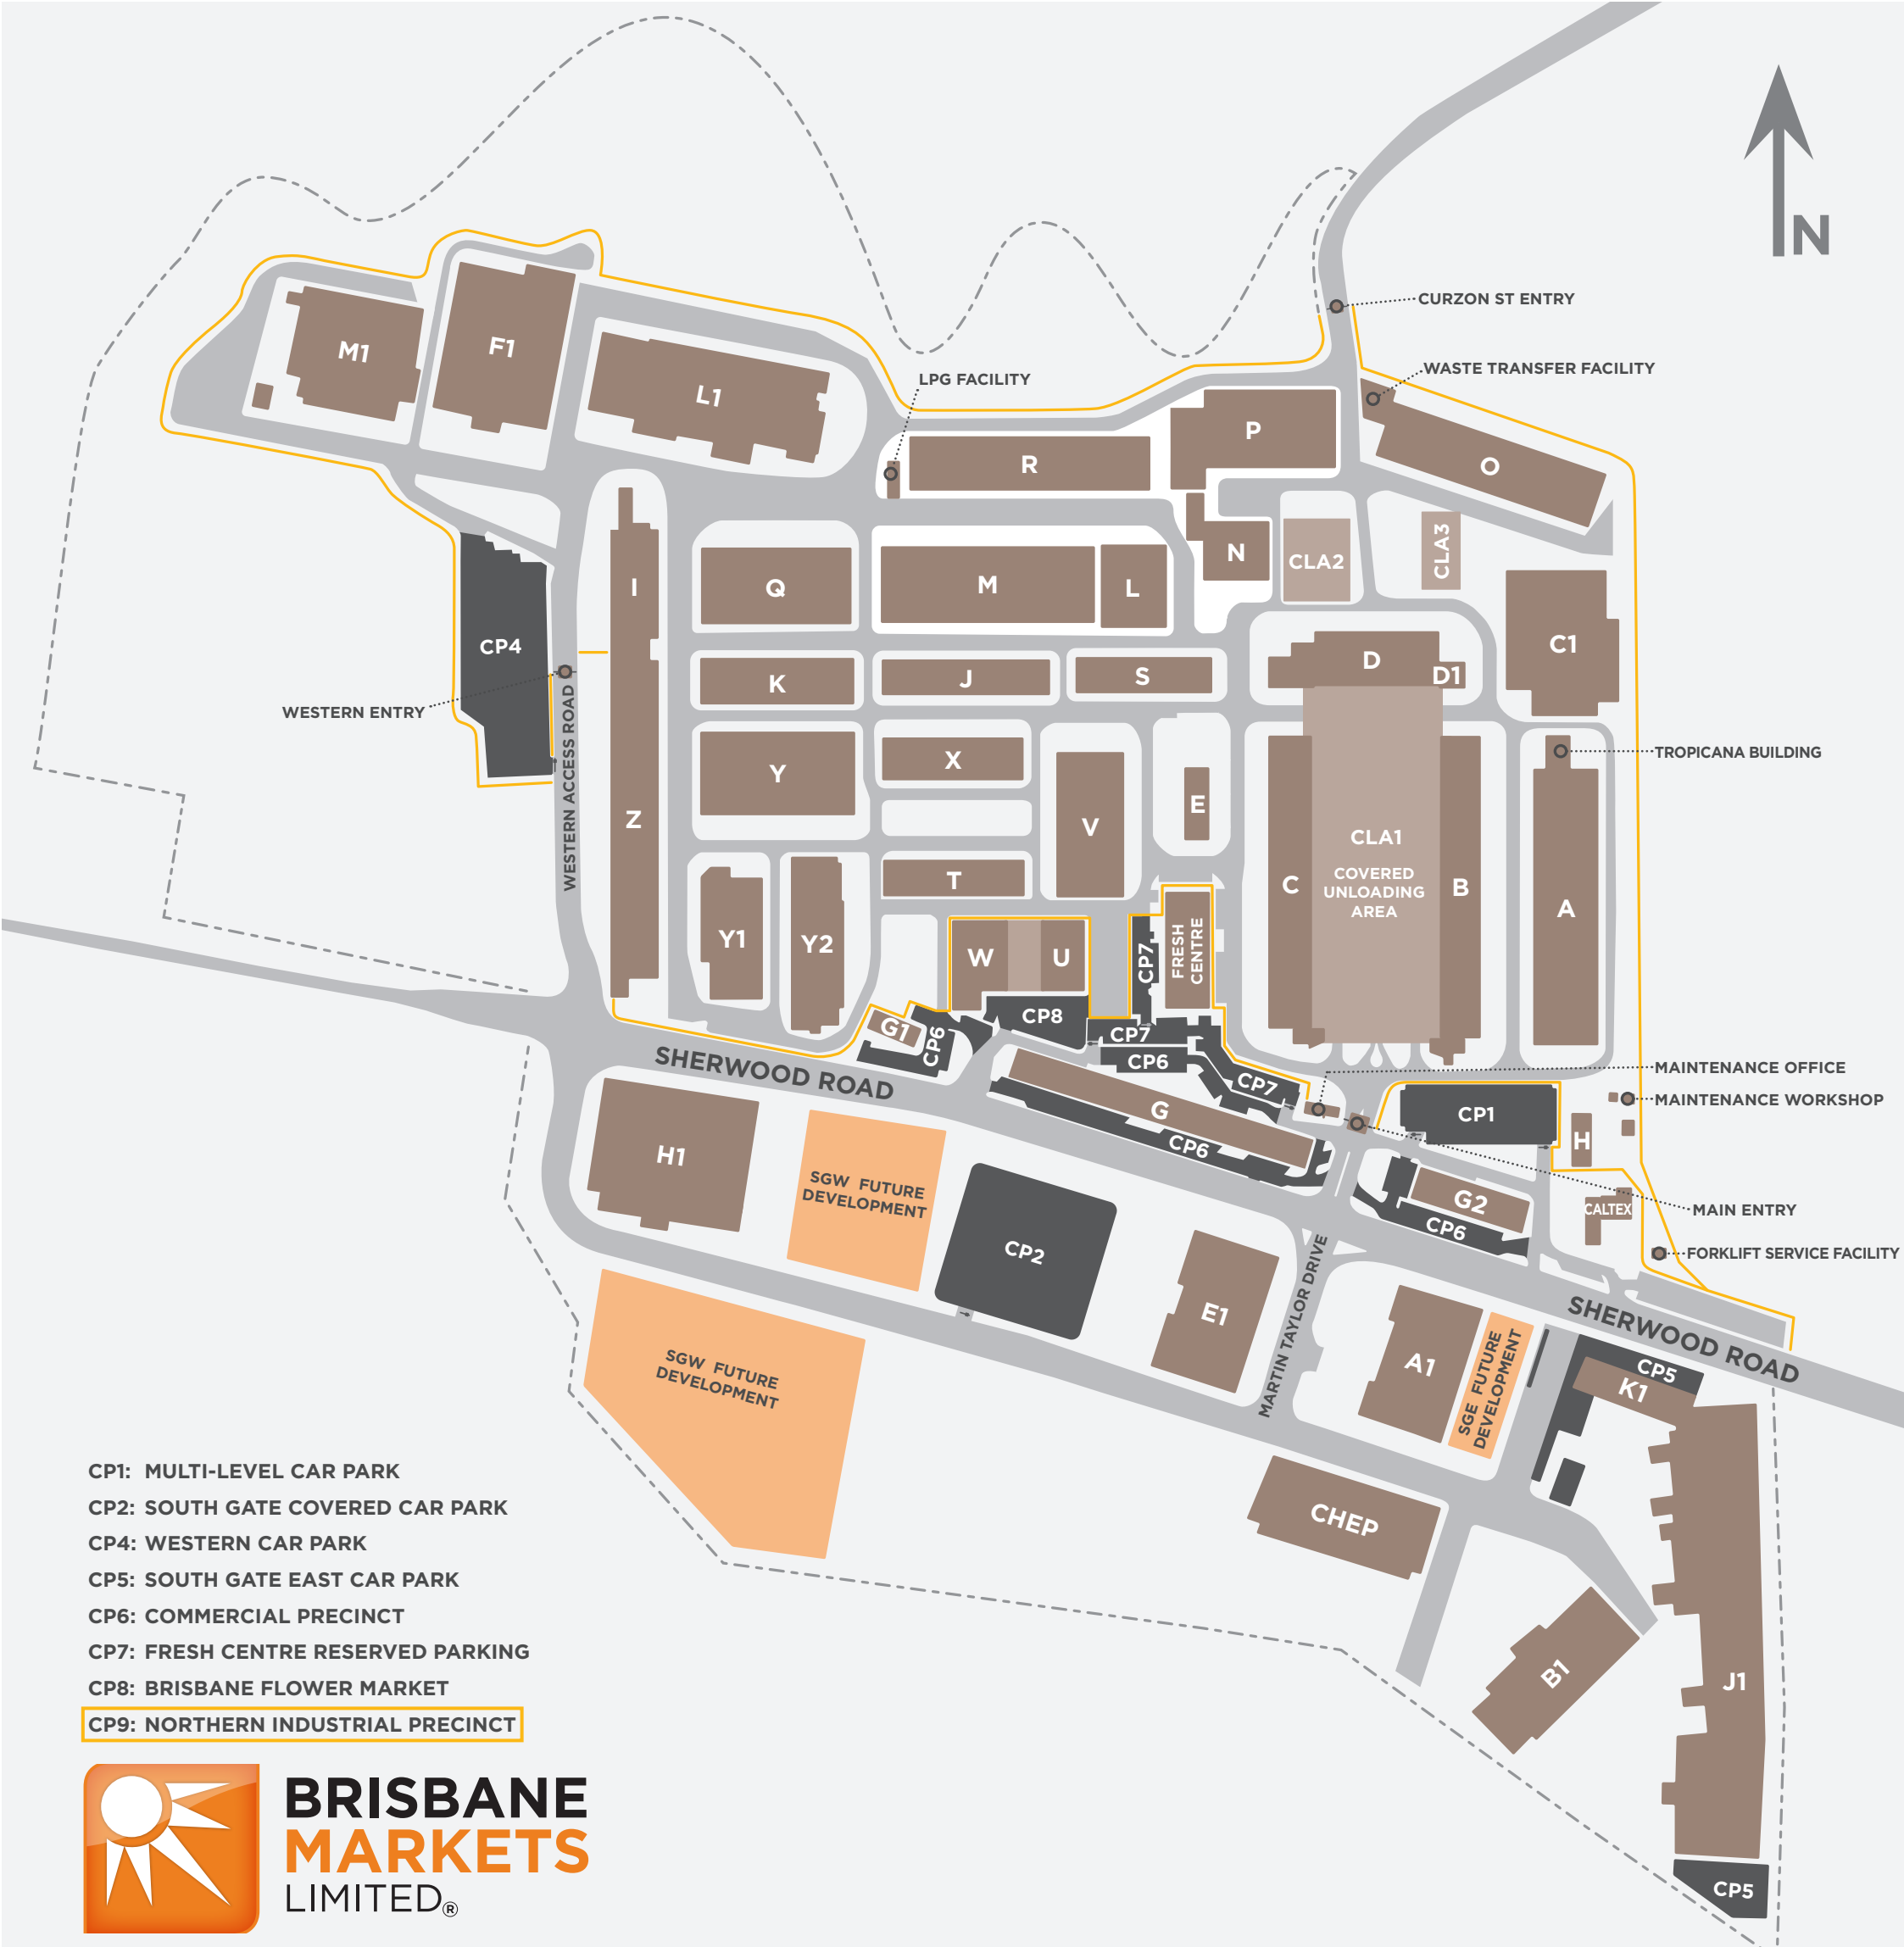 N
CURZON ST ENTRY
WASTE TRANSFER FACILITY
LPG FACILITY
M1
F1
L1
P
R
O
I
Q
M
L
N
CLA2
CLA3
CP4
K
J
S
D
D1
C1
WESTERN ENTRY
WESTERN ACCESS ROAD
TROPICANA BUILDING
Y
X
V
E
Z
CLA1
COVERED
UNLOADING
AREA
C
B
A
T
Y1
Y2
W
U
CP7
FRESH
CENTRE
G1
CP6
CP8
CP7
CP6
CP7
SHERWOOD ROAD
G
CP6
MAINTENANCE OFFICE
MAINTENANCE WORKSHOP
CP1
H
H1
SGW FUTURE
DEVELOPMENT
G2
CP6
CALTEX
MAIN ENTRY
FORKLIFT SERVICE FACILITY
CP2
E1
MARTIN TAYLOR DRIVE
A1
SGE FUTURE
DEVELOPMENT
SHERWOOD ROAD
CP5
K1
SGW FUTURE
DEVELOPMENT
CHEP
B1
J1
CP5
CP1: MULTI-LEVEL CAR PARK
CP2: SOUTH GATE COVERED CAR PARK
CP4: WESTERN CAR PARK
CP5: SOUTH GATE EAST CAR PARK
CP6: COMMERCIAL PRECINCT
CP7: FRESH CENTRE RESERVED PARKING
CP8: BRISBANE FLOWER MARKET
CP9: NORTHERN INDUSTRIAL PRECINCT
BRISBANE
MARKETS
LIMITED®